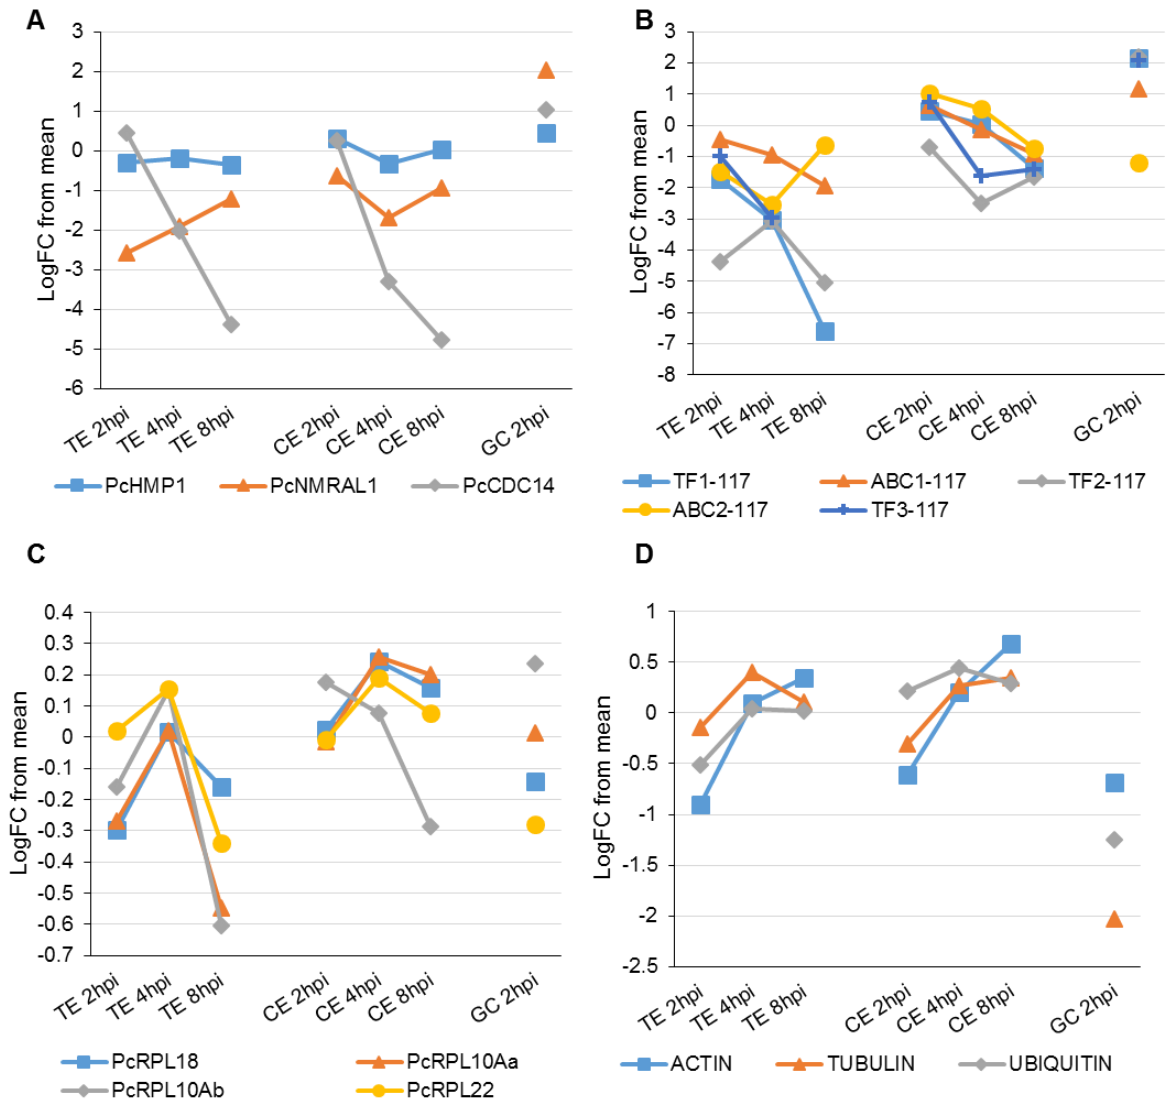 A
LogFC from mean
3
2
1
0
-1
-2
-3
-4
-5
-6
TE 2hpi TE 4hpi TE 8hpi CE 2hpi CE 4hpi CE 8hpi GC 2hpi
PcHMP1 PcNMRAL1 PcCDC14
B
LogFC from mean
3
2
1
0
-1
-2
-3
-4
-5
-6
-7
-8
TE 2hpi TE 4hpi TE 8hpi CE 2hpi CE 4hpi CE 8hpi GC 2hpi
TF1-117 ABC1-117 TF2-117
ABC2-117 TF3-117
C
LogFC from mean
0.4
0.3
0.2
0.1
0
-0.1
-0.2
-0.3
-0.4
-0.5
-0.6
-0.7
TE 2hpi TE 4hpi TE 8hpi CE 2hpi CE 4hpi CE 8hpi GC 2hpi
PcRPL18 PcRPL10Aa
PcRPL10Ab PcRPL22
D
LogFC from mean
1
0.5
0
-0.5
-1
-1.5
-2
-2.5
TE 2hpi TE 4hpi TE 8hpi CE 2hpi CE 4hpi CE 8hpi GC 2hpi
ACTIN TUBULIN UBIQUITIN